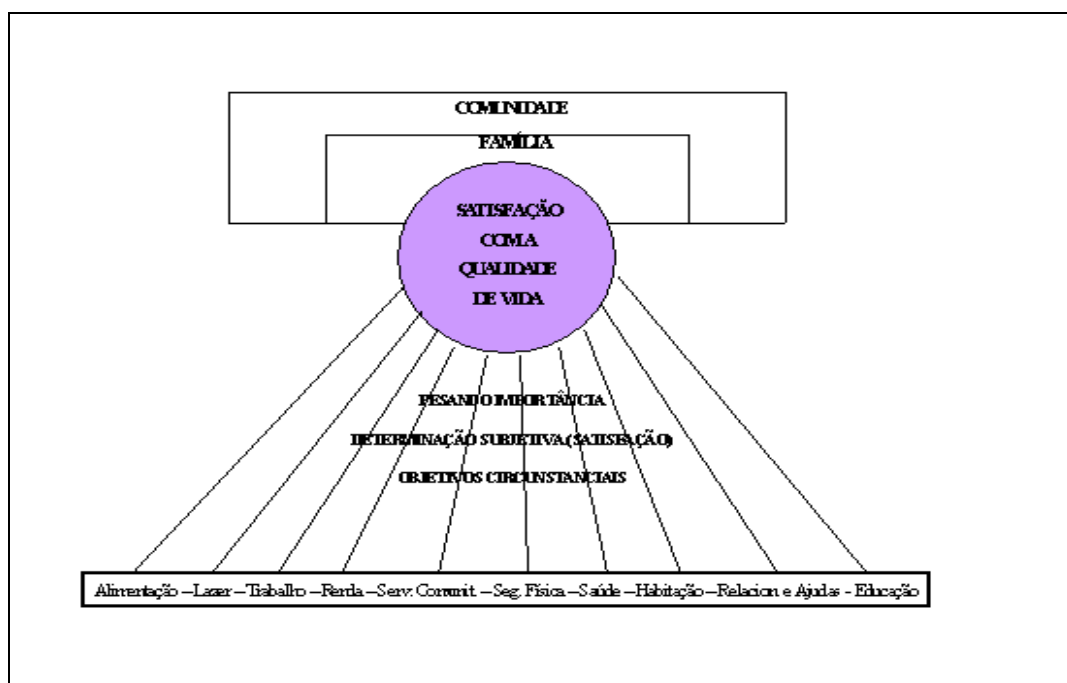 COMUNIDADE
FAMÍLIA
SATISFAÇÃO
COM A
QUALIDADE
DE VIDA
PESANDO IMPORTÂNCIA
DETERMINAÇÃO SUBJETIVA (SATISFAÇÃO)
OBJETIVOS CIRCUNSTANCIAIS
Alimentação – Lazer – Trabalho – Renda – Serv. Comunit. – Seg. Física – Saúde – Habitação – Relacion e Ajudas - Educação